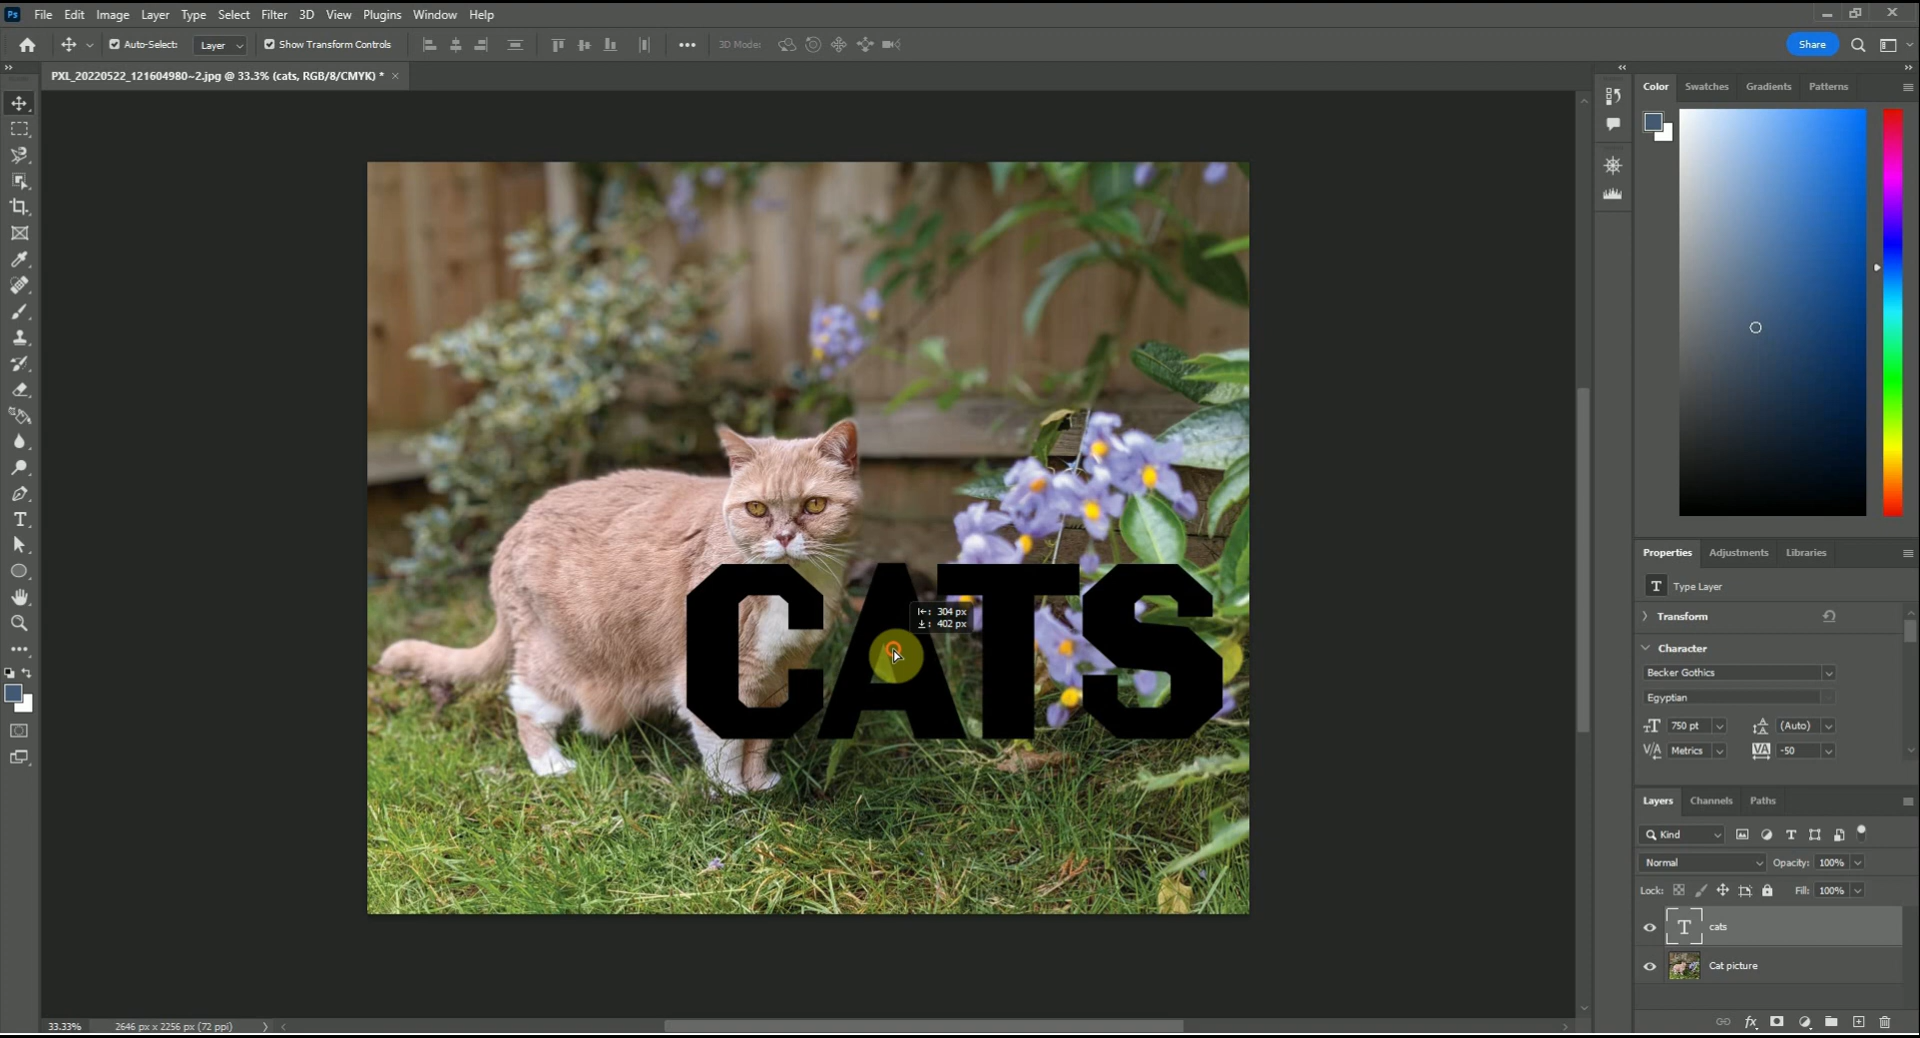 Ps File Edit Image Layer Type Select Filter 3D View Plugins Window Help
Auto-Select: Layer Show Transform Controls 3D Mode: Share
PXL_20220522_121604980~2.jpg @ 33.3% (cats, RGB/8/CMYK) *
Color Swatches Gradients Patterns
CATS
304 px
402 px
Properties Adjustments Libraries
T Type Layer
Transform
Character
Becker Gothics
Egyptian
750 pt (Auto)
Metrics -50
Layers Channels Paths
Kind
Normal Opacity: 100%
Lock: Fill: 100%
T cats
Cat picture
33.33% 2646 px x 2256 px (72 ppi)
fx